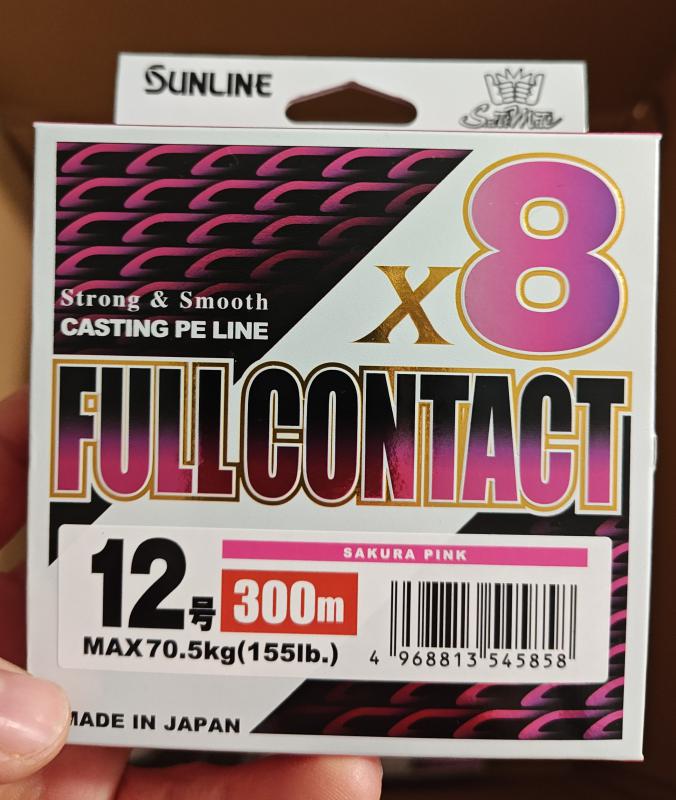 SUNLINE
x8
Strong & Smooth
CASTING PE LINE
FULL CONTACT
SAKURA PINK
12号 300m
MAX70.5kg(155lb.)
4 968813 545858
MADE IN JAPAN